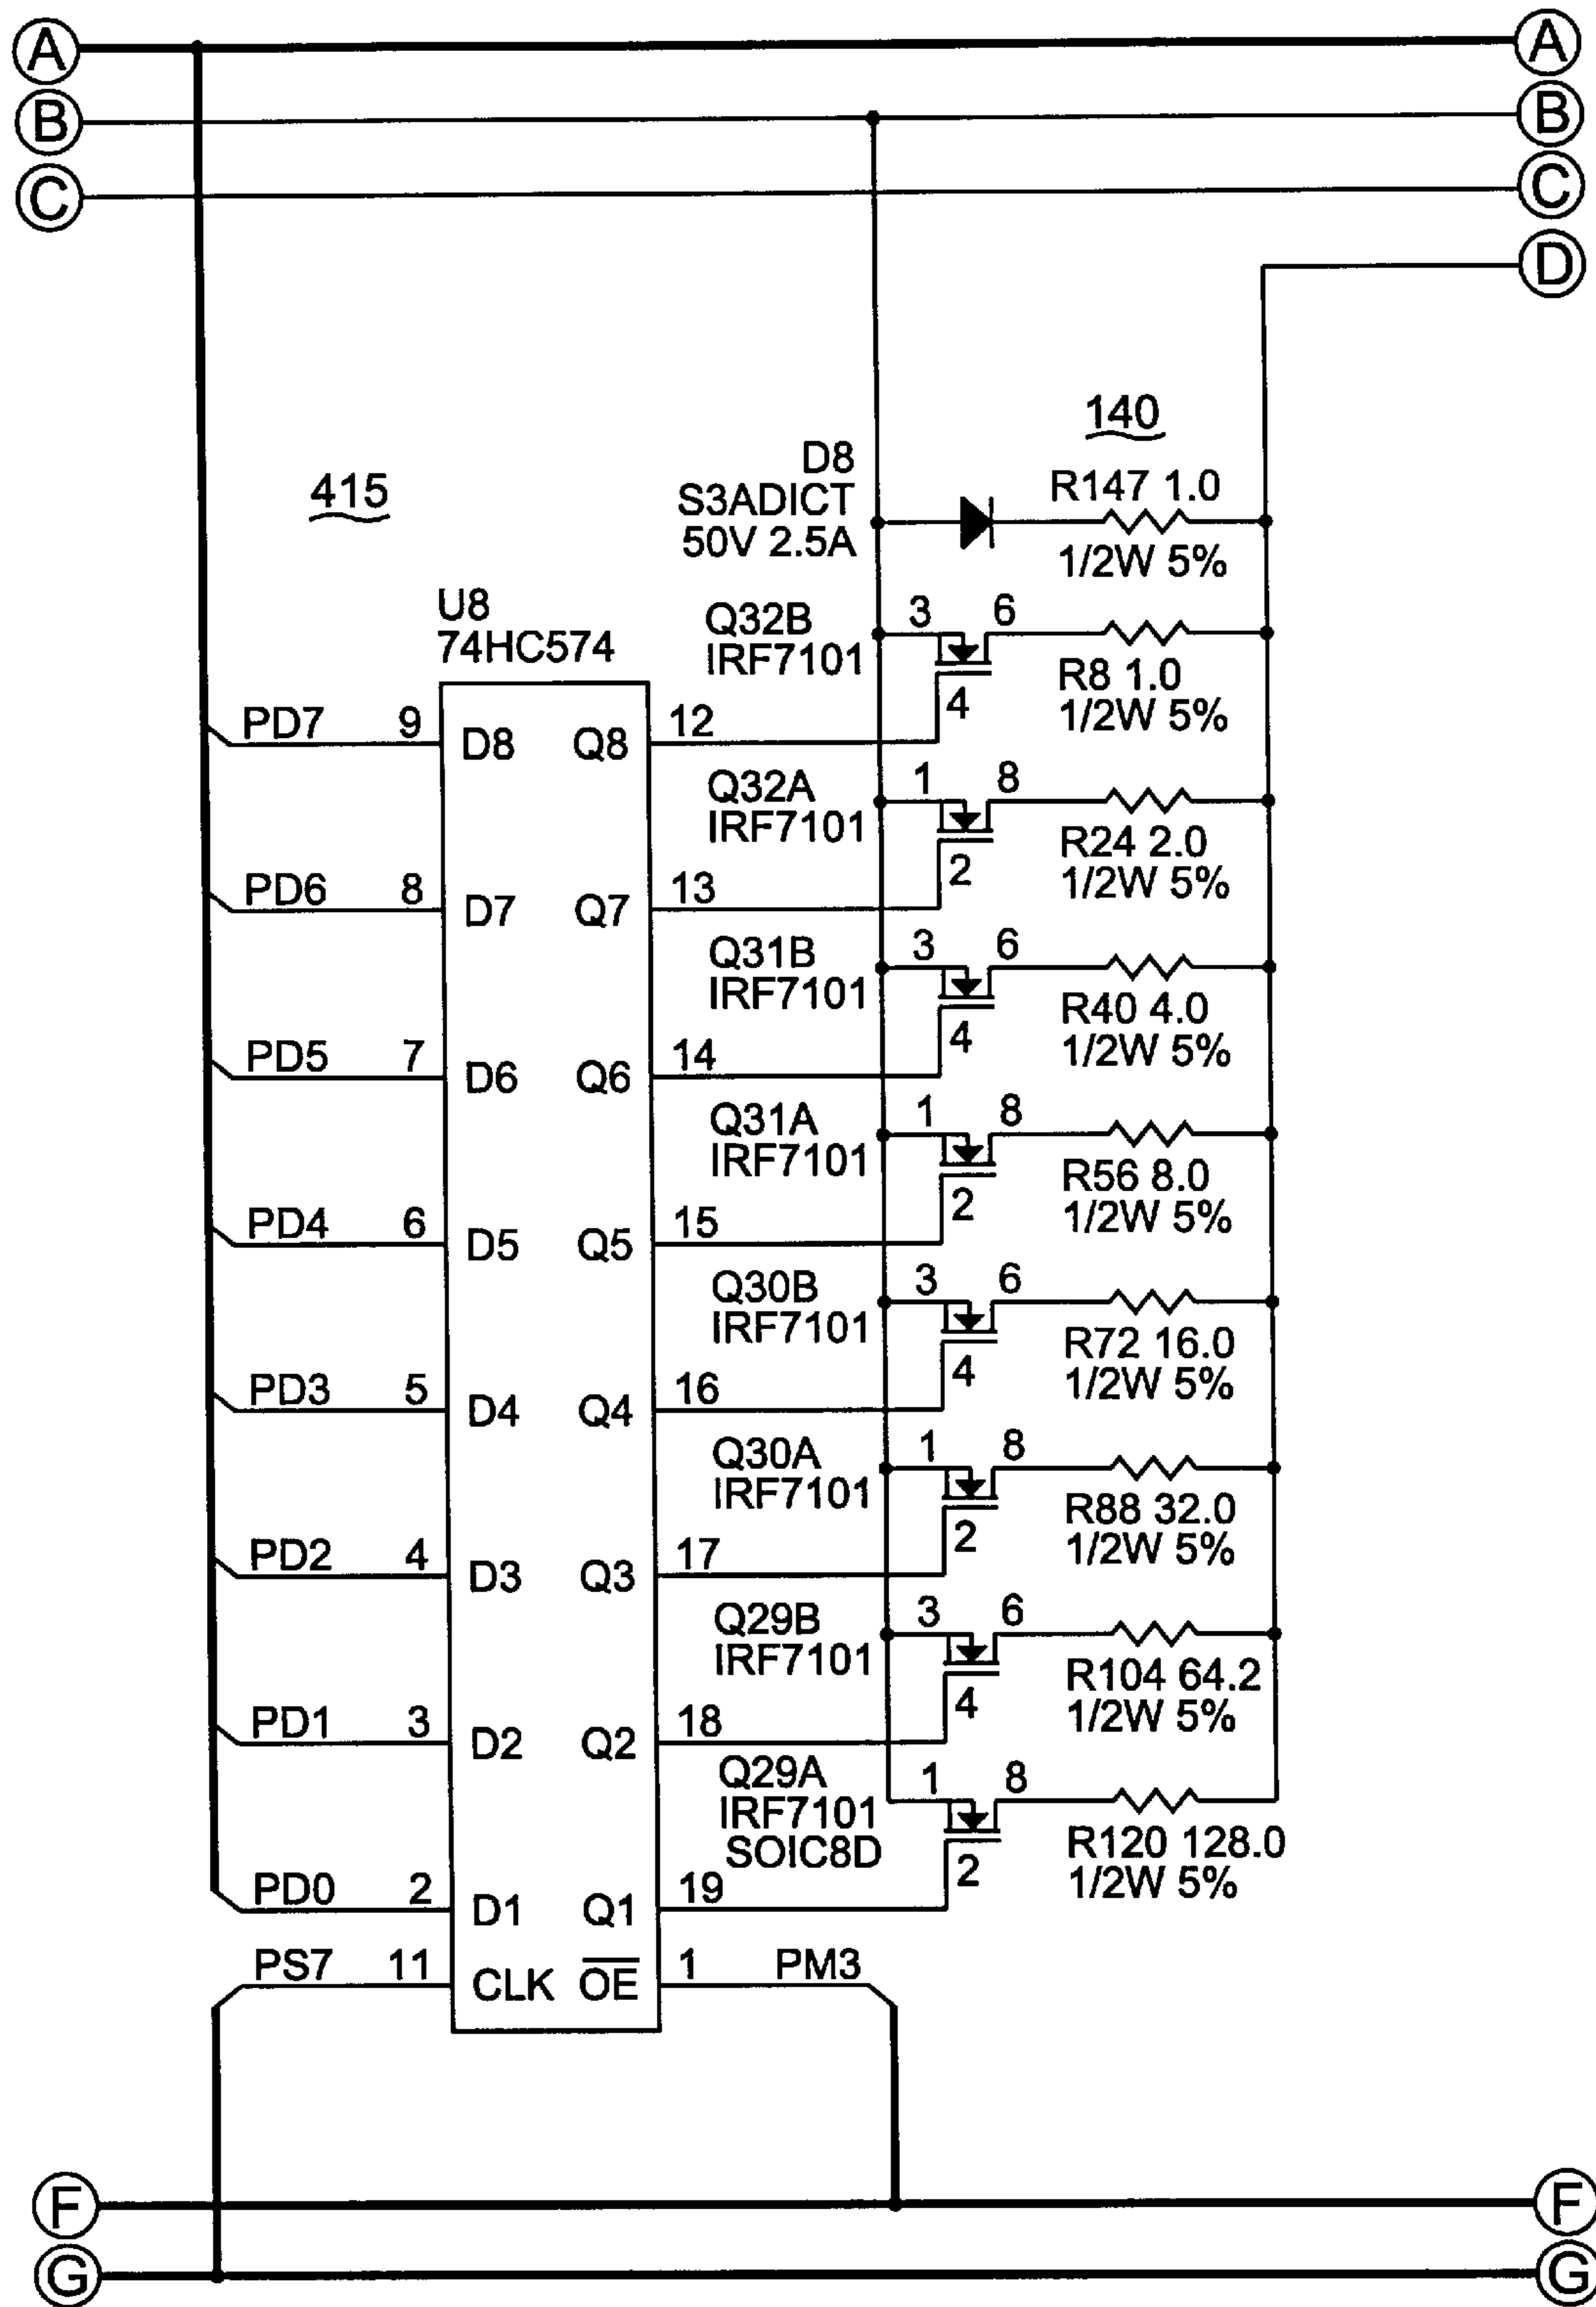 A A
B B
C C
D
140
D8
S3ADICT
50V 2.5A
R147 1.0
1/2W 5%
415
U8
74HC574
Q32B
IRF7101
3 6
4
R8 1.0
1/2W 5%
PD7 9 D8 Q8 12
Q32A
IRF7101
1 8
2
R24 2.0
1/2W 5%
PD6 8 D7 Q7 13
Q31B
IRF7101
3 6
4
R40 4.0
1/2W 5%
PD5 7 D6 Q6 14
Q31A
IRF7101
1 8
2
R56 8.0
1/2W 5%
PD4 6 D5 Q5 15
Q30B
IRF7101
3 6
4
R72 16.0
1/2W 5%
PD3 5 D4 Q4 16
Q30A
IRF7101
1 8
2
R88 32.0
1/2W 5%
PD2 4 D3 Q3 17
Q29B
IRF7101
3 6
4
R104 64.2
1/2W 5%
PD1 3 D2 Q2 18
Q29A
IRF7101
SOIC8D
1 8
2
R120 128.0
1/2W 5%
PD0 2 D1 Q1 19
PS7 11 CLK OE 1 PM3
F F
G G